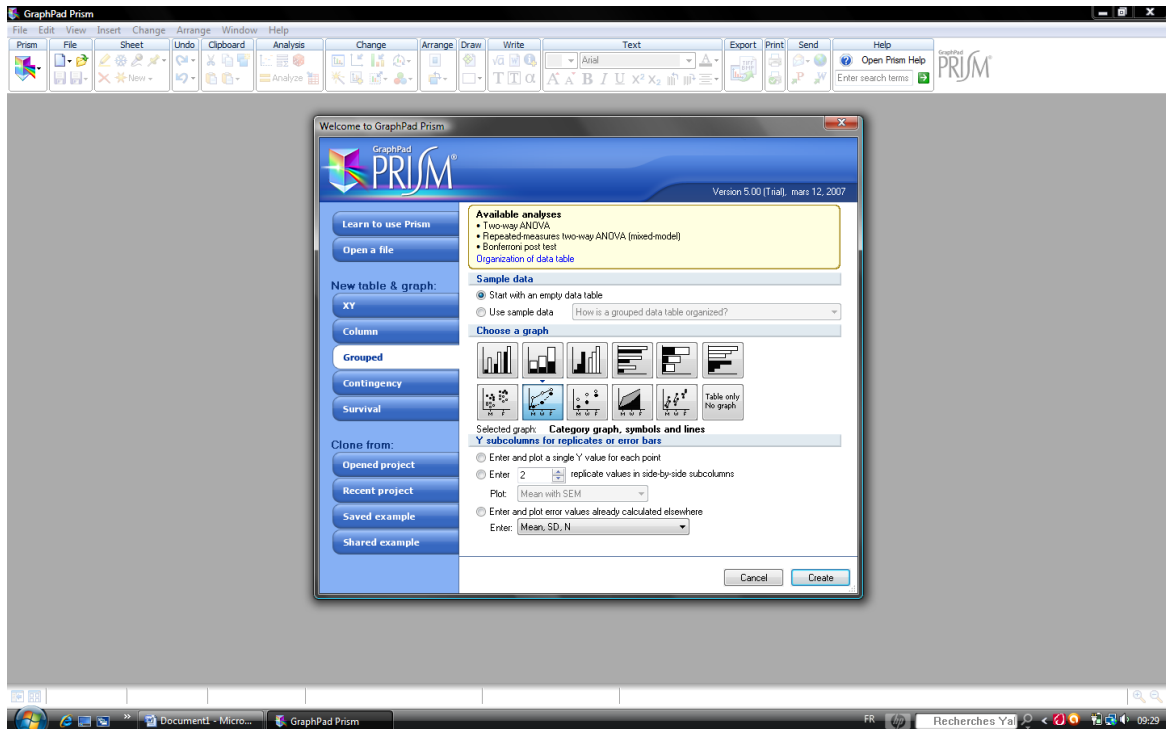 GraphPad Prism
File Edit View Insert Change Arrange Window Help
Prism File Sheet Undo Clipboard Analysis Change Arrange Draw Write Text Export Print Send Help
Arial
Open Prism Help
New
Analyze
Enter search terms
GraphPad
PRISM
Welcome to GraphPad Prism
GraphPad
PRISM®
Version 5.00 (Trial), mars 12, 2007
Learn to use Prism
Open a file
New table & graph:
XY
Column
Grouped
Contingency
Survival
Clone from:
Opened project
Recent project
Saved example
Shared example
Available analyses
• Two-way ANOVA
• Repeated-measures two-way ANOVA (mixed-model)
• Bonferroni post test
Organization of data table
Sample data
Start with an empty data table
Use sample data How is a grouped data table organized?
Choose a graph
M W F M W F M W F M W F M W F
Table only
No graph
Selected graph: Category graph, symbols and lines
Y subcolumns for replicates or error bars
Enter and plot a single Y value for each point
Enter 2 replicate values in side-by-side subcolumns
Plot: Mean with SEM
Enter and plot error values already calculated elsewhere
Enter: Mean, SD, N
Cancel Create
Document1 - Micro... GraphPad Prism FR hp Recherches Ya 09:29